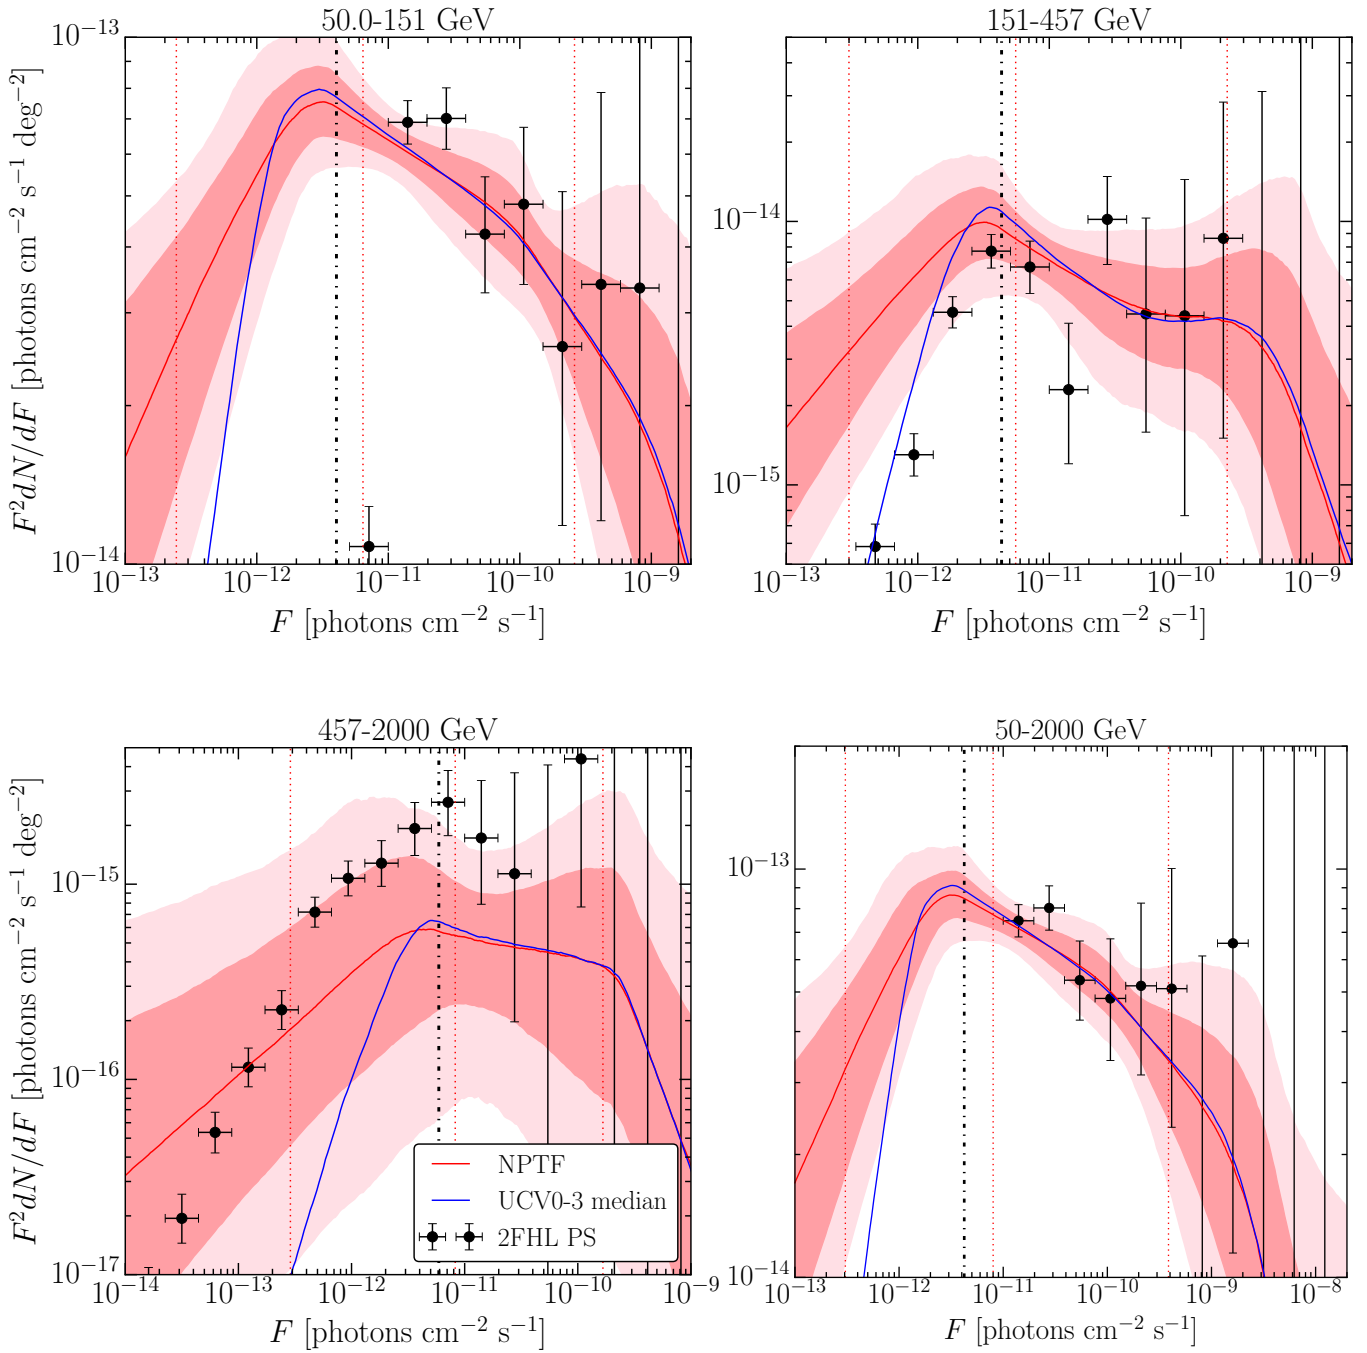 50.0-151 GeV
151-457 GeV
F²dN/dF [photons cm⁻² s⁻¹ deg⁻²]
10⁻¹³
10⁻¹⁴
10⁻¹³ 10⁻¹² 10⁻¹¹ 10⁻¹⁰ 10⁻⁹
F [photons cm⁻² s⁻¹]
10⁻¹⁴
10⁻¹⁵
10⁻¹³ 10⁻¹² 10⁻¹¹ 10⁻¹⁰ 10⁻⁹
F [photons cm⁻² s⁻¹]
457-2000 GeV
50-2000 GeV
F²dN/dF [photons cm⁻² s⁻¹ deg⁻²]
10⁻¹⁵
10⁻¹⁶
10⁻¹⁷
10⁻¹⁴ 10⁻¹³ 10⁻¹² 10⁻¹¹ 10⁻¹⁰ 10⁻⁹
F [photons cm⁻² s⁻¹]
NPTF
UCV0-3 median
2FHL PS
10⁻¹³
10⁻¹⁴
10⁻¹³ 10⁻¹² 10⁻¹¹ 10⁻¹⁰ 10⁻⁹ 10⁻⁸
F [photons cm⁻² s⁻¹]